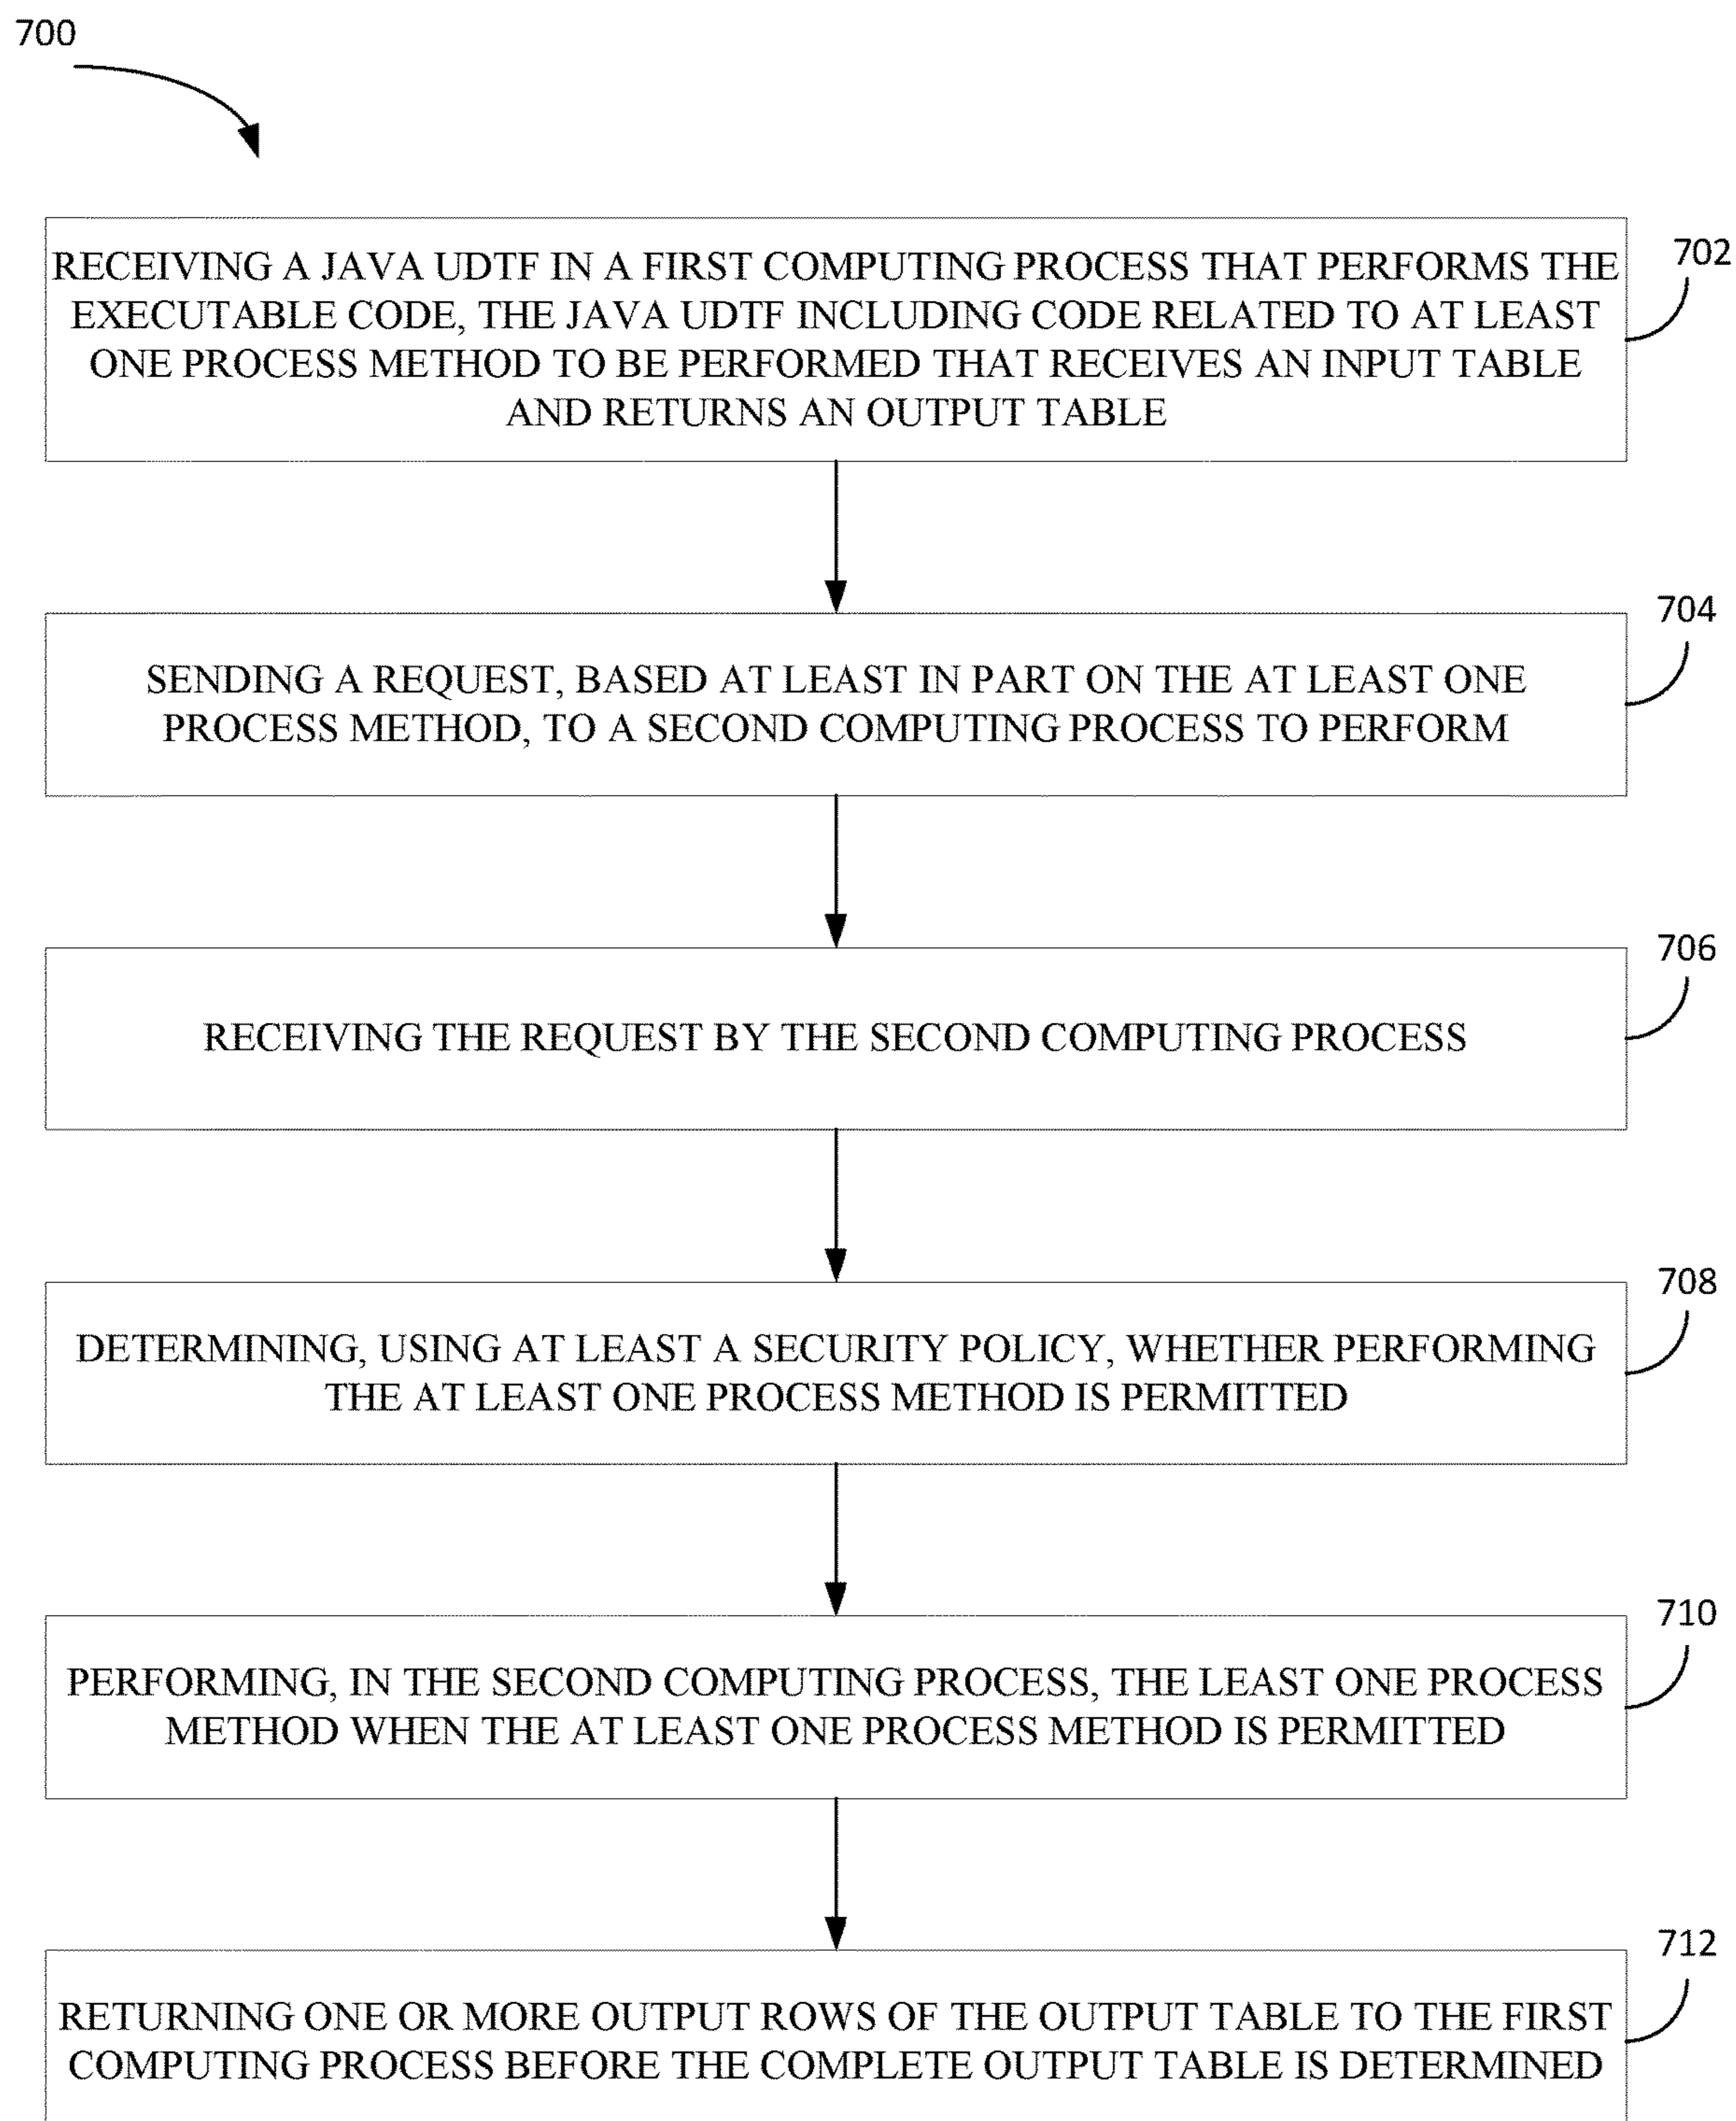 700
RECEIVING A JAVA UDTF IN A FIRST COMPUTING PROCESS THAT PERFORMS THE
EXECUTABLE CODE, THE JAVA UDTF INCLUDING CODE RELATED TO AT LEAST
ONE PROCESS METHOD TO BE PERFORMED THAT RECEIVES AN INPUT TABLE
AND RETURNS AN OUTPUT TABLE
702
SENDING A REQUEST, BASED AT LEAST IN PART ON THE AT LEAST ONE
PROCESS METHOD, TO A SECOND COMPUTING PROCESS TO PERFORM
704
RECEIVING THE REQUEST BY THE SECOND COMPUTING PROCESS
706
DETERMINING, USING AT LEAST A SECURITY POLICY, WHETHER PERFORMING
THE AT LEAST ONE PROCESS METHOD IS PERMITTED
708
PERFORMING, IN THE SECOND COMPUTING PROCESS, THE LEAST ONE PROCESS
METHOD WHEN THE AT LEAST ONE PROCESS METHOD IS PERMITTED
710
RETURNING ONE OR MORE OUTPUT ROWS OF THE OUTPUT TABLE TO THE FIRST
COMPUTING PROCESS BEFORE THE COMPLETE OUTPUT TABLE IS DETERMINED
712